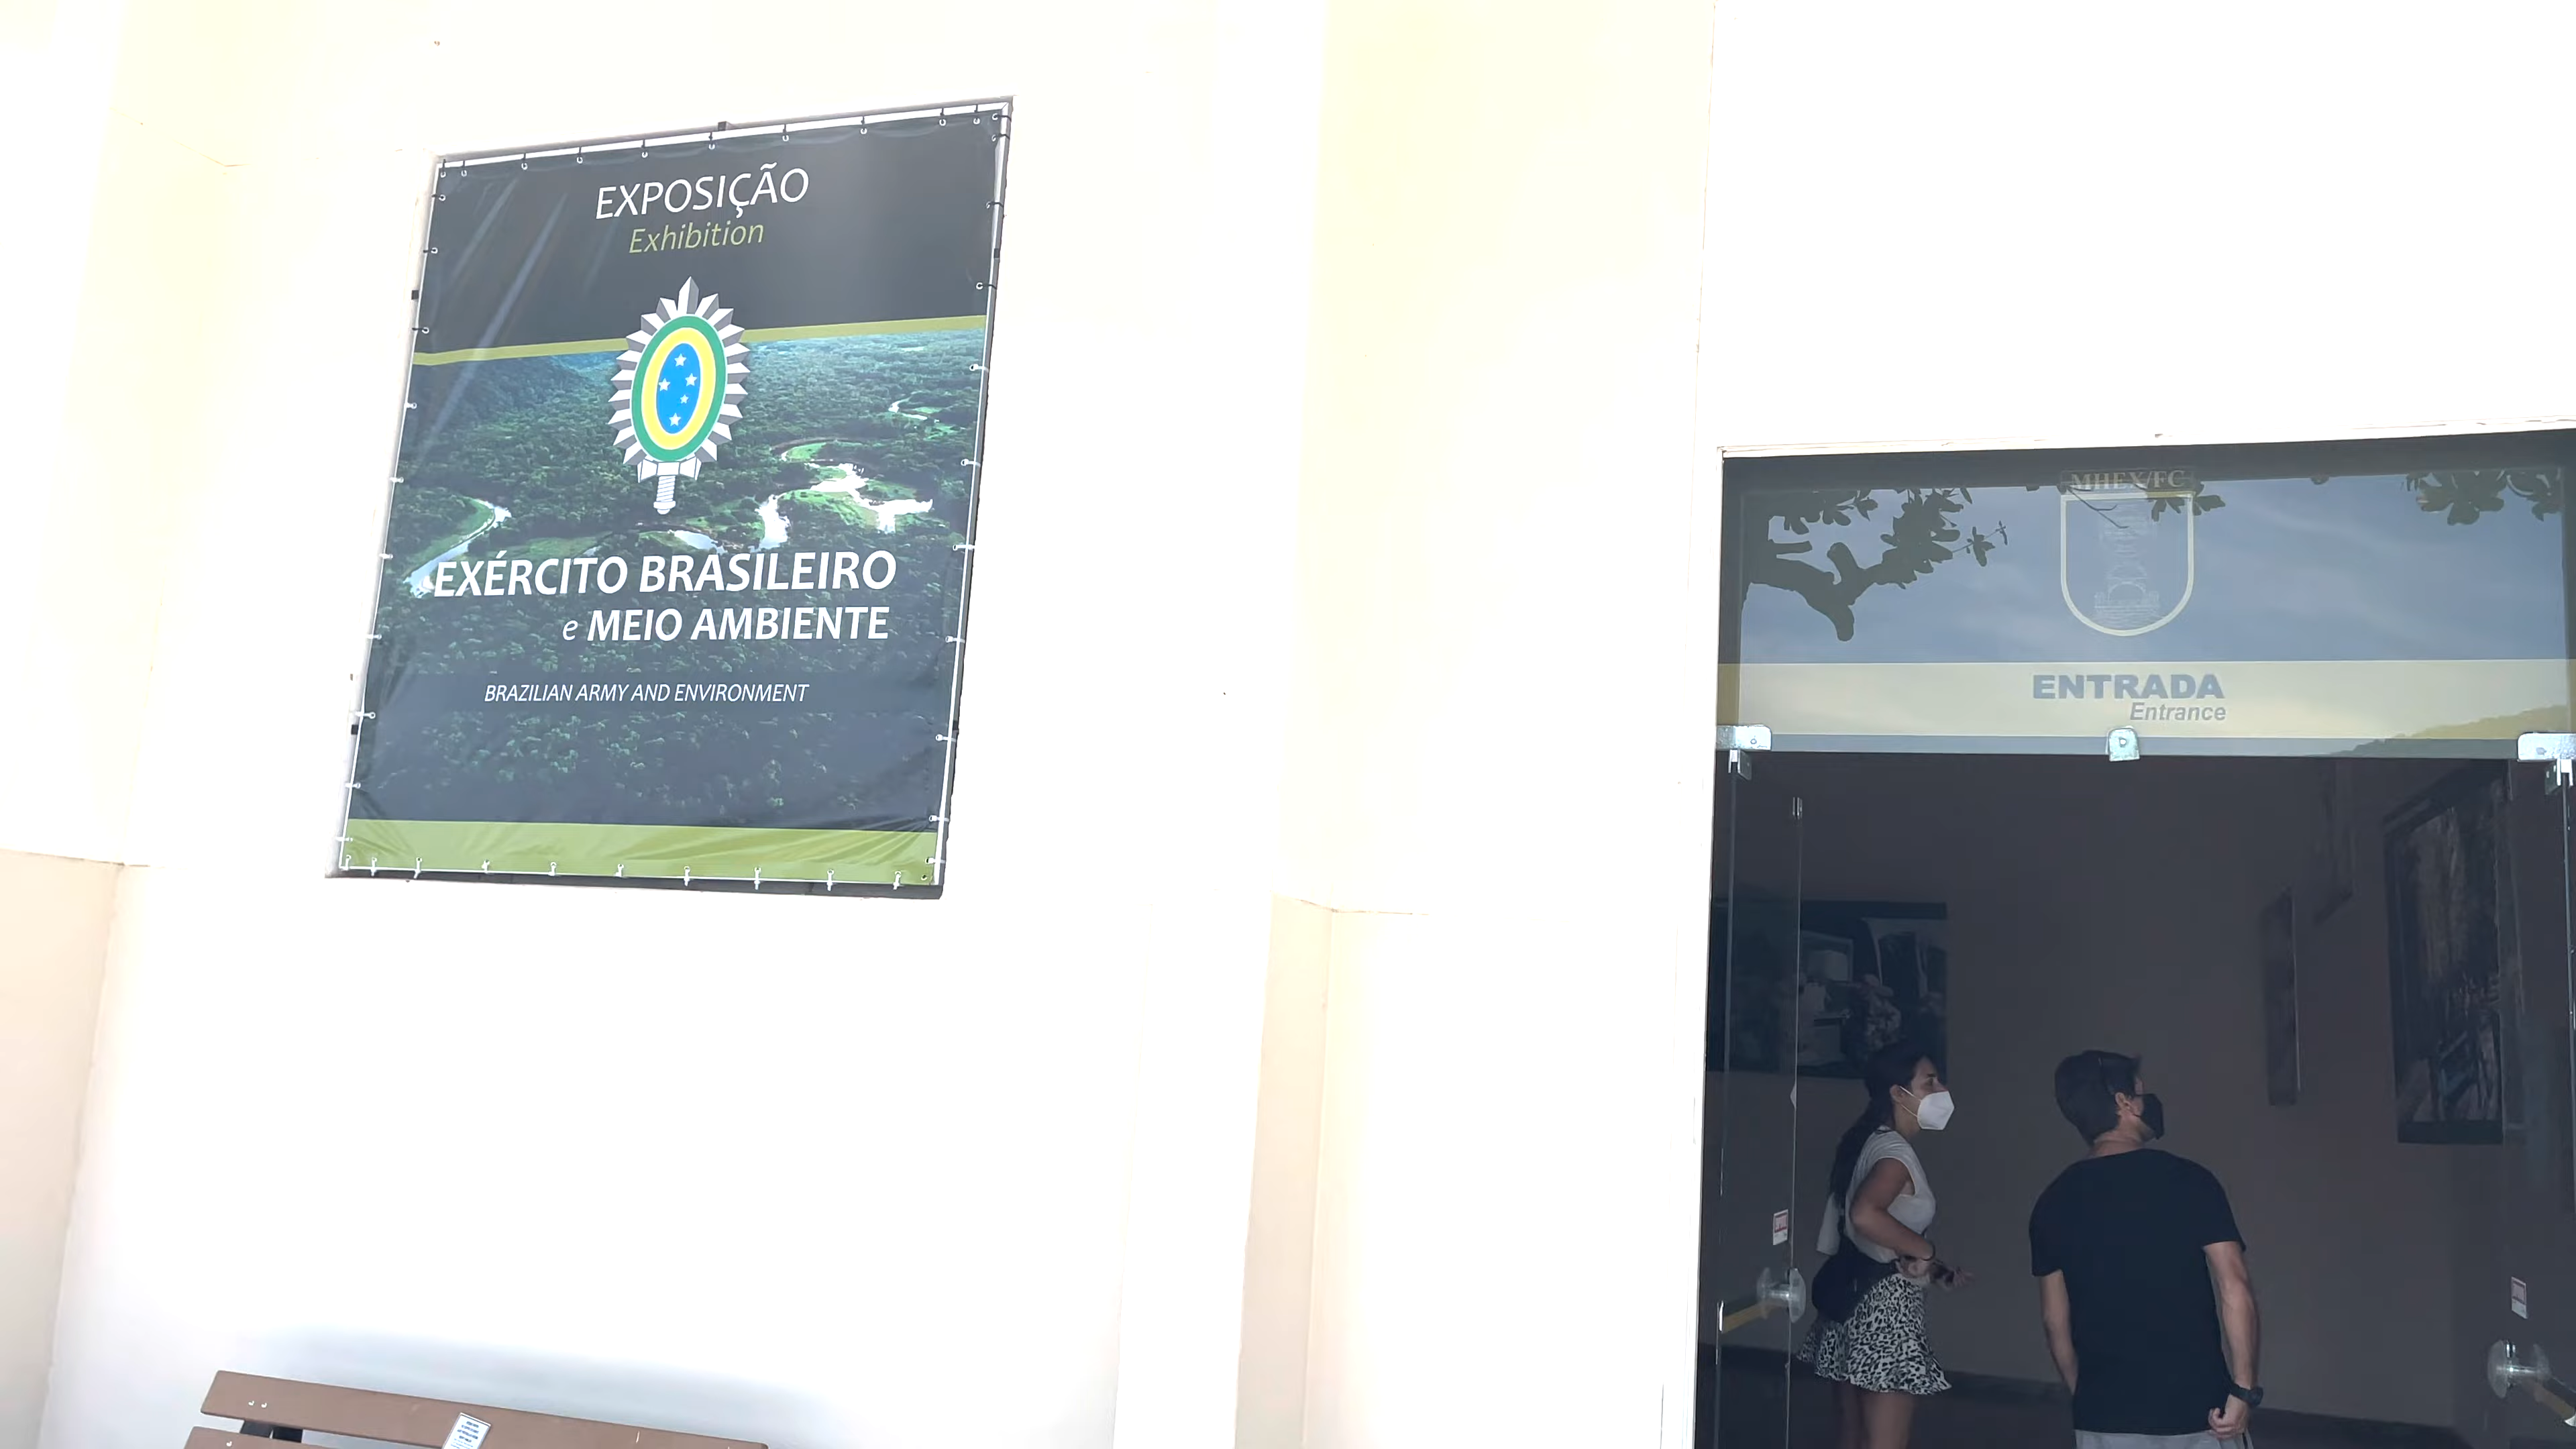 EXPOSIÇÃO
Exhibition
EXÉRCITO BRASILEIRO
e MEIO AMBIENTE
BRAZILIAN ARMY AND ENVIRONMENT
MHEX/FC
ENTRADA
Entrance